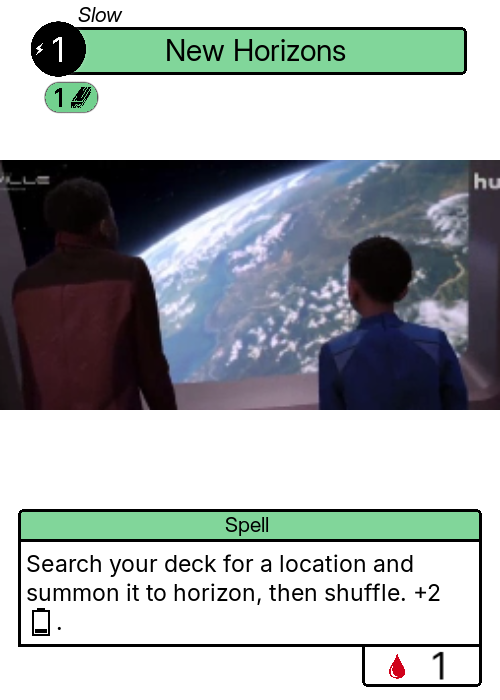 Slow
1
New Horizons
1
hu
Spell
Search your deck for a location and
summon it to horizon, then shuffle. +2
.
1